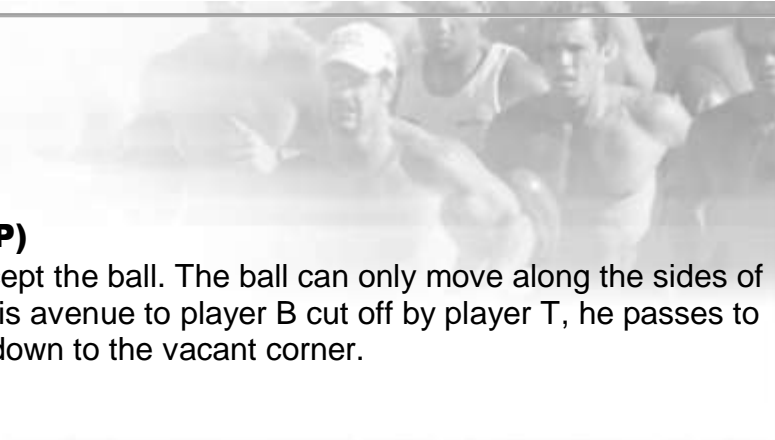 P)
ept the ball. The ball can only move along the sides of
is avenue to player B cut off by player T, he passes to
down to the vacant corner.